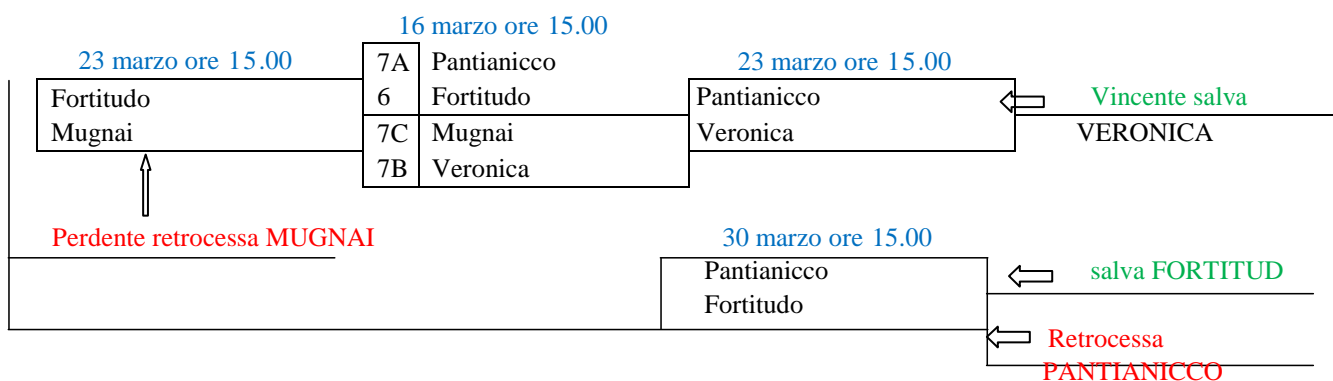 16 marzo ore 15.00
23 marzo ore 15.00
7A Pantianicco
23 marzo ore 15.00
Fortitudo
6 Fortitudo
Pantianicco
Vincente salva
Mugnai
7C Mugnai
Veronica
VERONICA
7B Veronica
Perdente retrocessa MUGNAI
30 marzo ore 15.00
Pantianicco
salva FORTITUD
Fortitudo
Retrocessa
PANTIANICCO